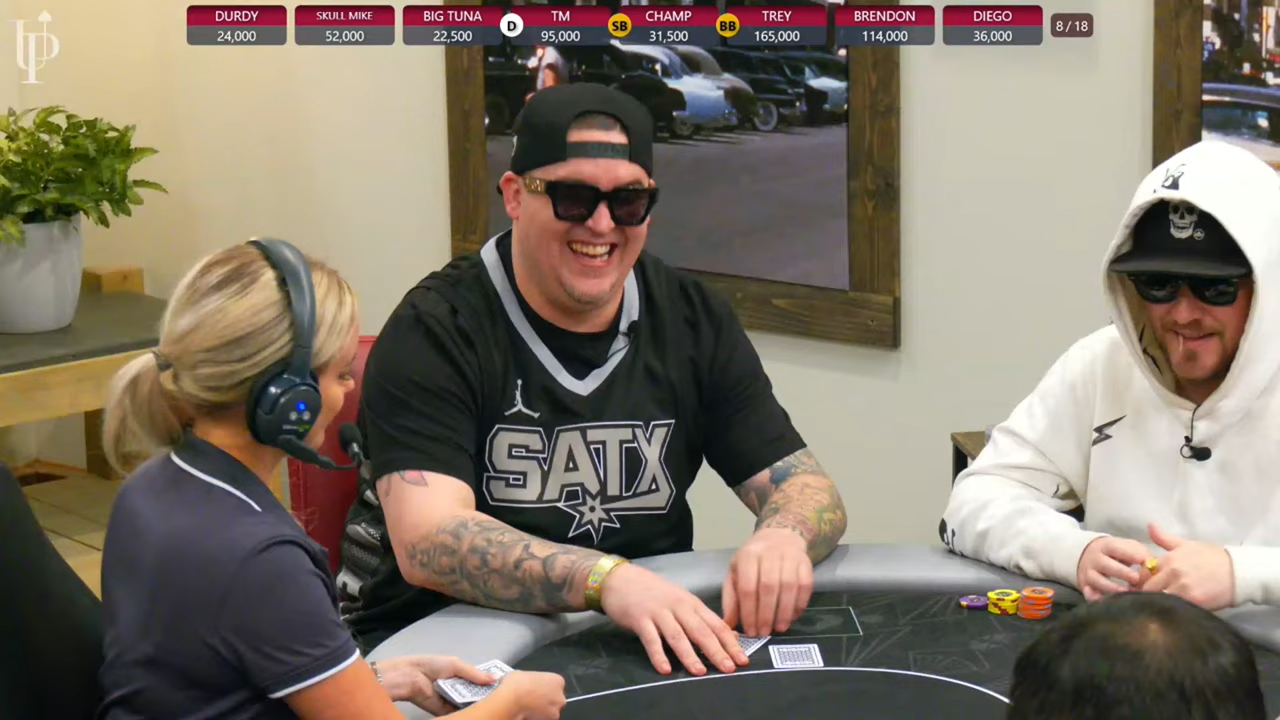 DURDY
24,000
SKULL MIKE
52,000
BIG TUNA
22,500
D
TM
95,000
SB
CHAMP
31,500
BB
TREY
165,000
BRENDON
114,000
DIEGO
36,000
8 / 18
UP
SATX